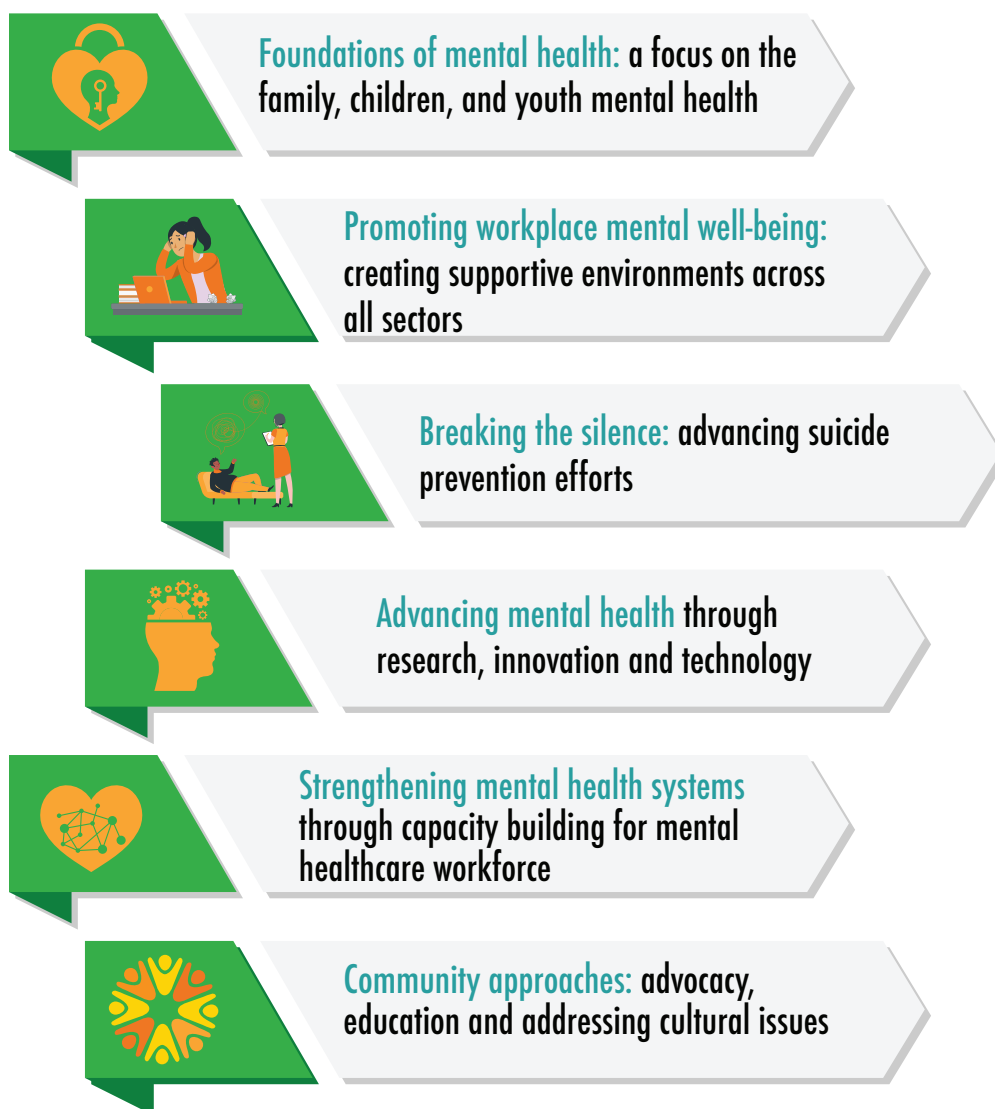 Foundations of mental health: a focus on the
family, children, and youth mental health
Promoting workplace mental well-being:
creating supportive environments across
all sectors
Breaking the silence: advancing suicide
prevention efforts
Advancing mental health through
research, innovation and technology
Strengthening mental health systems
through capacity building for mental
healthcare workforce
Community approaches: advocacy,
education and addressing cultural issues